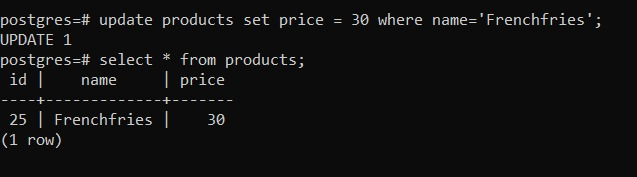 postgres=# update products set price = 30 where name='Frenchfries';
UPDATE 1
postgres=# select * from products;
 id |    name     | price
----+-------------+-------
 25 | Frenchfries |    30
(1 row)